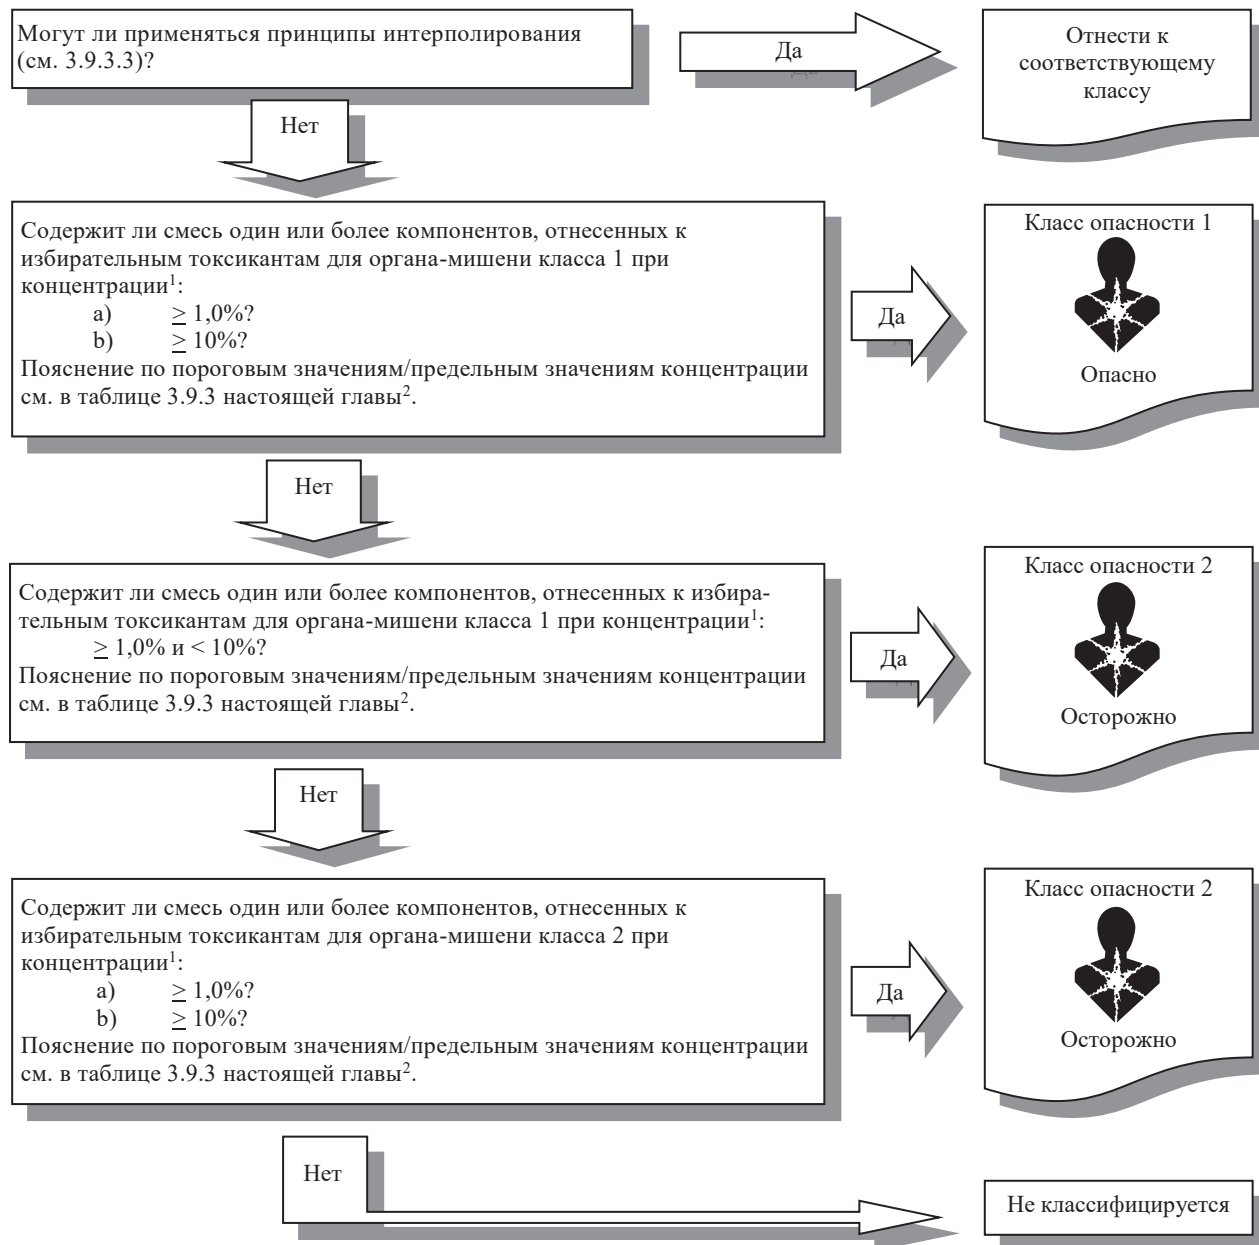 Могут ли применяться принципы интерполирования
(см. 3.9.3.3)?
Да
Отнести к
соответствующему
классу
Нет
Содержит ли смесь один или более компонентов, отнесенных к
избирательным токсикантам для органа-мишени класса 1 при
концентрации¹:
a) ≥ 1,0%?
b) ≥ 10%?
Пояснение по пороговым значениям/предельным значениям концентрации
см. в таблице 3.9.3 настоящей главы².
Да
Класс опасности 1
Опасно
Нет
Содержит ли смесь один или более компонентов, отнесенных к избира-
тельным токсикантам для органа-мишени класса 1 при концентрации¹:
≥ 1,0% и < 10%?
Пояснение по пороговым значениям/предельным значениям концентрации
см. в таблице 3.9.3 настоящей главы².
Да
Класс опасности 2
Осторожно
Нет
Содержит ли смесь один или более компонентов, отнесенных к
избирательным токсикантам для органа-мишени класса 2 при
концентрации¹:
a) ≥ 1,0%?
b) ≥ 10%?
Пояснение по пороговым значениям/предельным значениям концентрации
см. в таблице 3.9.3 настоящей главы².
Да
Класс опасности 2
Осторожно
Нет
Не классифицируется